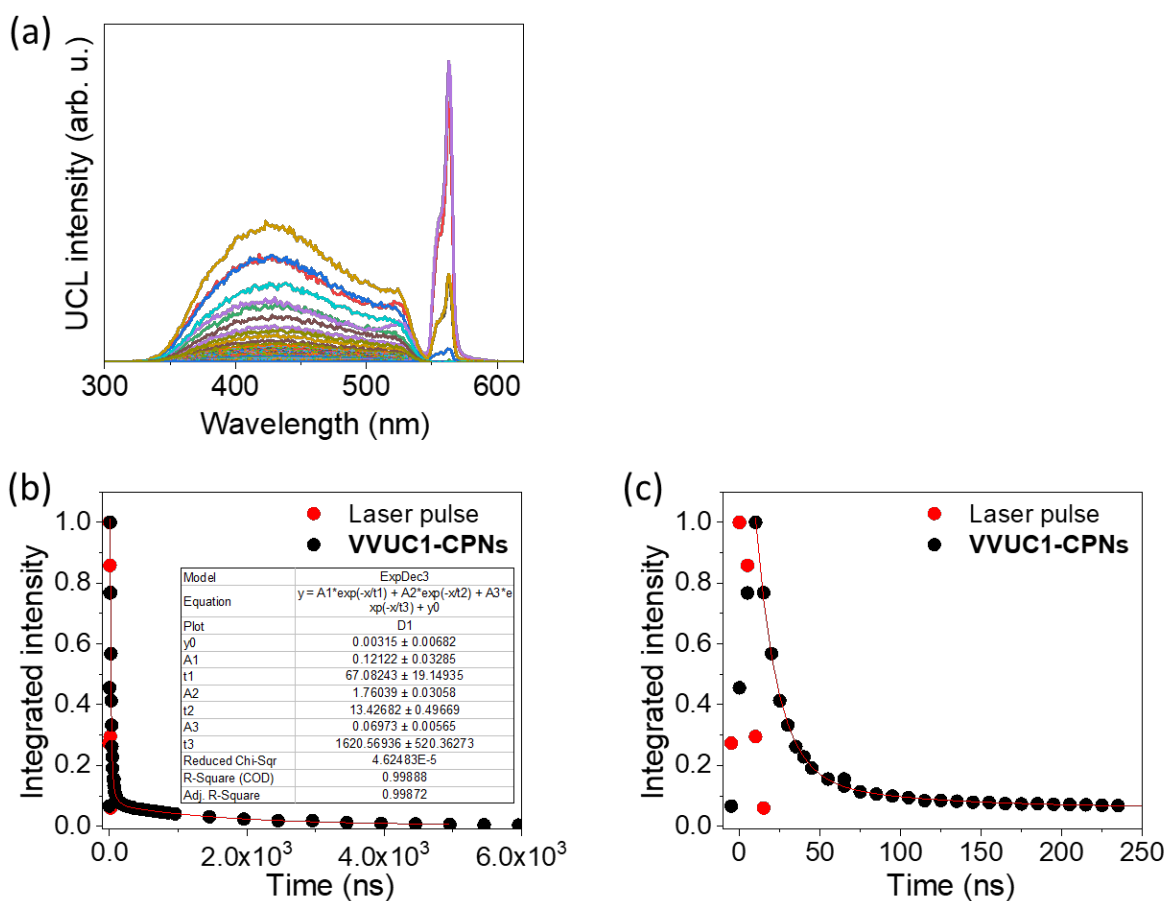 (a)
UCL intensity (arb. u.)
300 400 500 600
Wavelength (nm)
(b)
Integrated intensity
1.0
0.8
0.6
0.4
0.2
0.0
Laser pulse
VVUC1-CPNs
Model ExpDec3
Equation y = A1*exp(-x/t1) + A2*exp(-x/t2) + A3*e
xp(-x/t3) + y0
Plot D1
y0 0.00315 ± 0.00682
A1 0.12122 ± 0.03285
t1 67.08243 ± 19.14935
A2 1.76039 ± 0.03058
t2 13.42682 ± 0.49669
A3 0.06973 ± 0.00565
t3 1620.56936 ± 520.36273
Reduced Chi-Sqr 4.62483E-5
R-Square (COD) 0.99888
Adj. R-Square 0.99872
0.0 2.0x10³ 4.0x10³ 6.0x10³
Time (ns)
(c)
Integrated intensity
1.0
0.8
0.6
0.4
0.2
0.0
Laser pulse
VVUC1-CPNs
0 50 100 150 200 250
Time (ns)